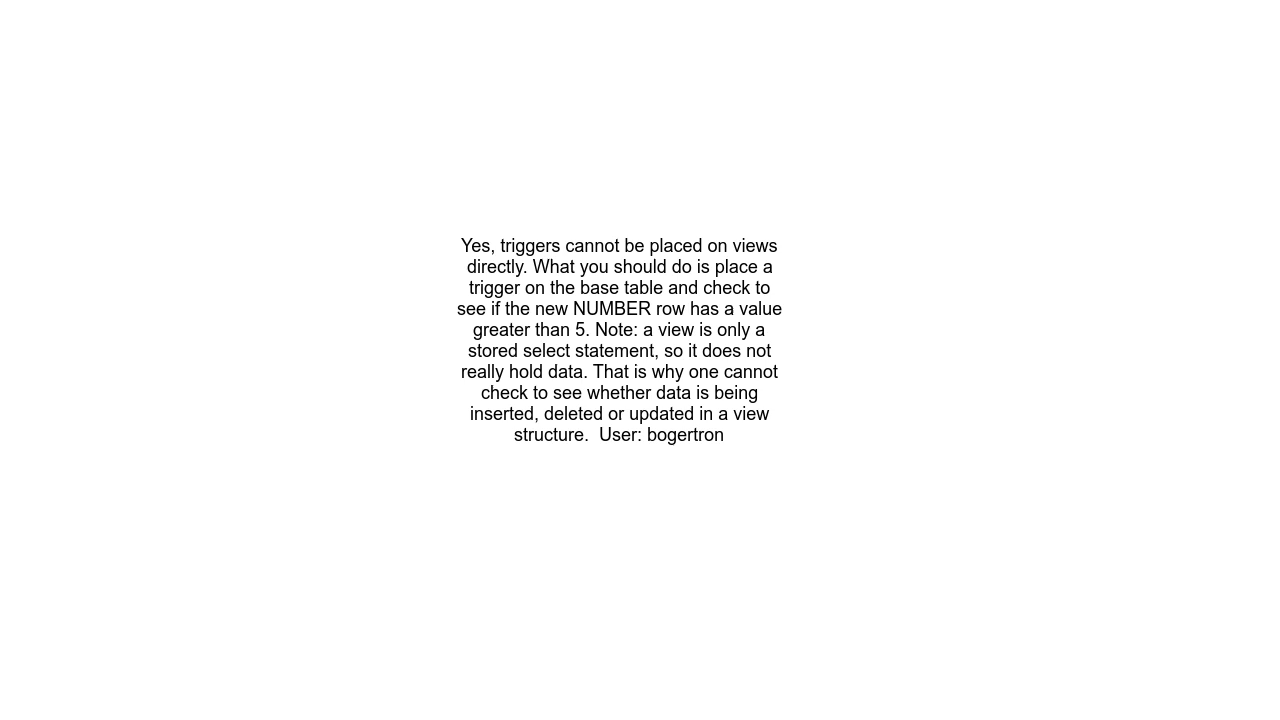 Yes, triggers cannot be placed on views
directly. What you should do is place a
trigger on the base table and check to
see if the new NUMBER row has a value
greater than 5. Note: a view is only a
stored select statement, so it does not
really hold data. That is why one cannot
check to see whether data is being
inserted, deleted or updated in a view
structure.  User: bogertron